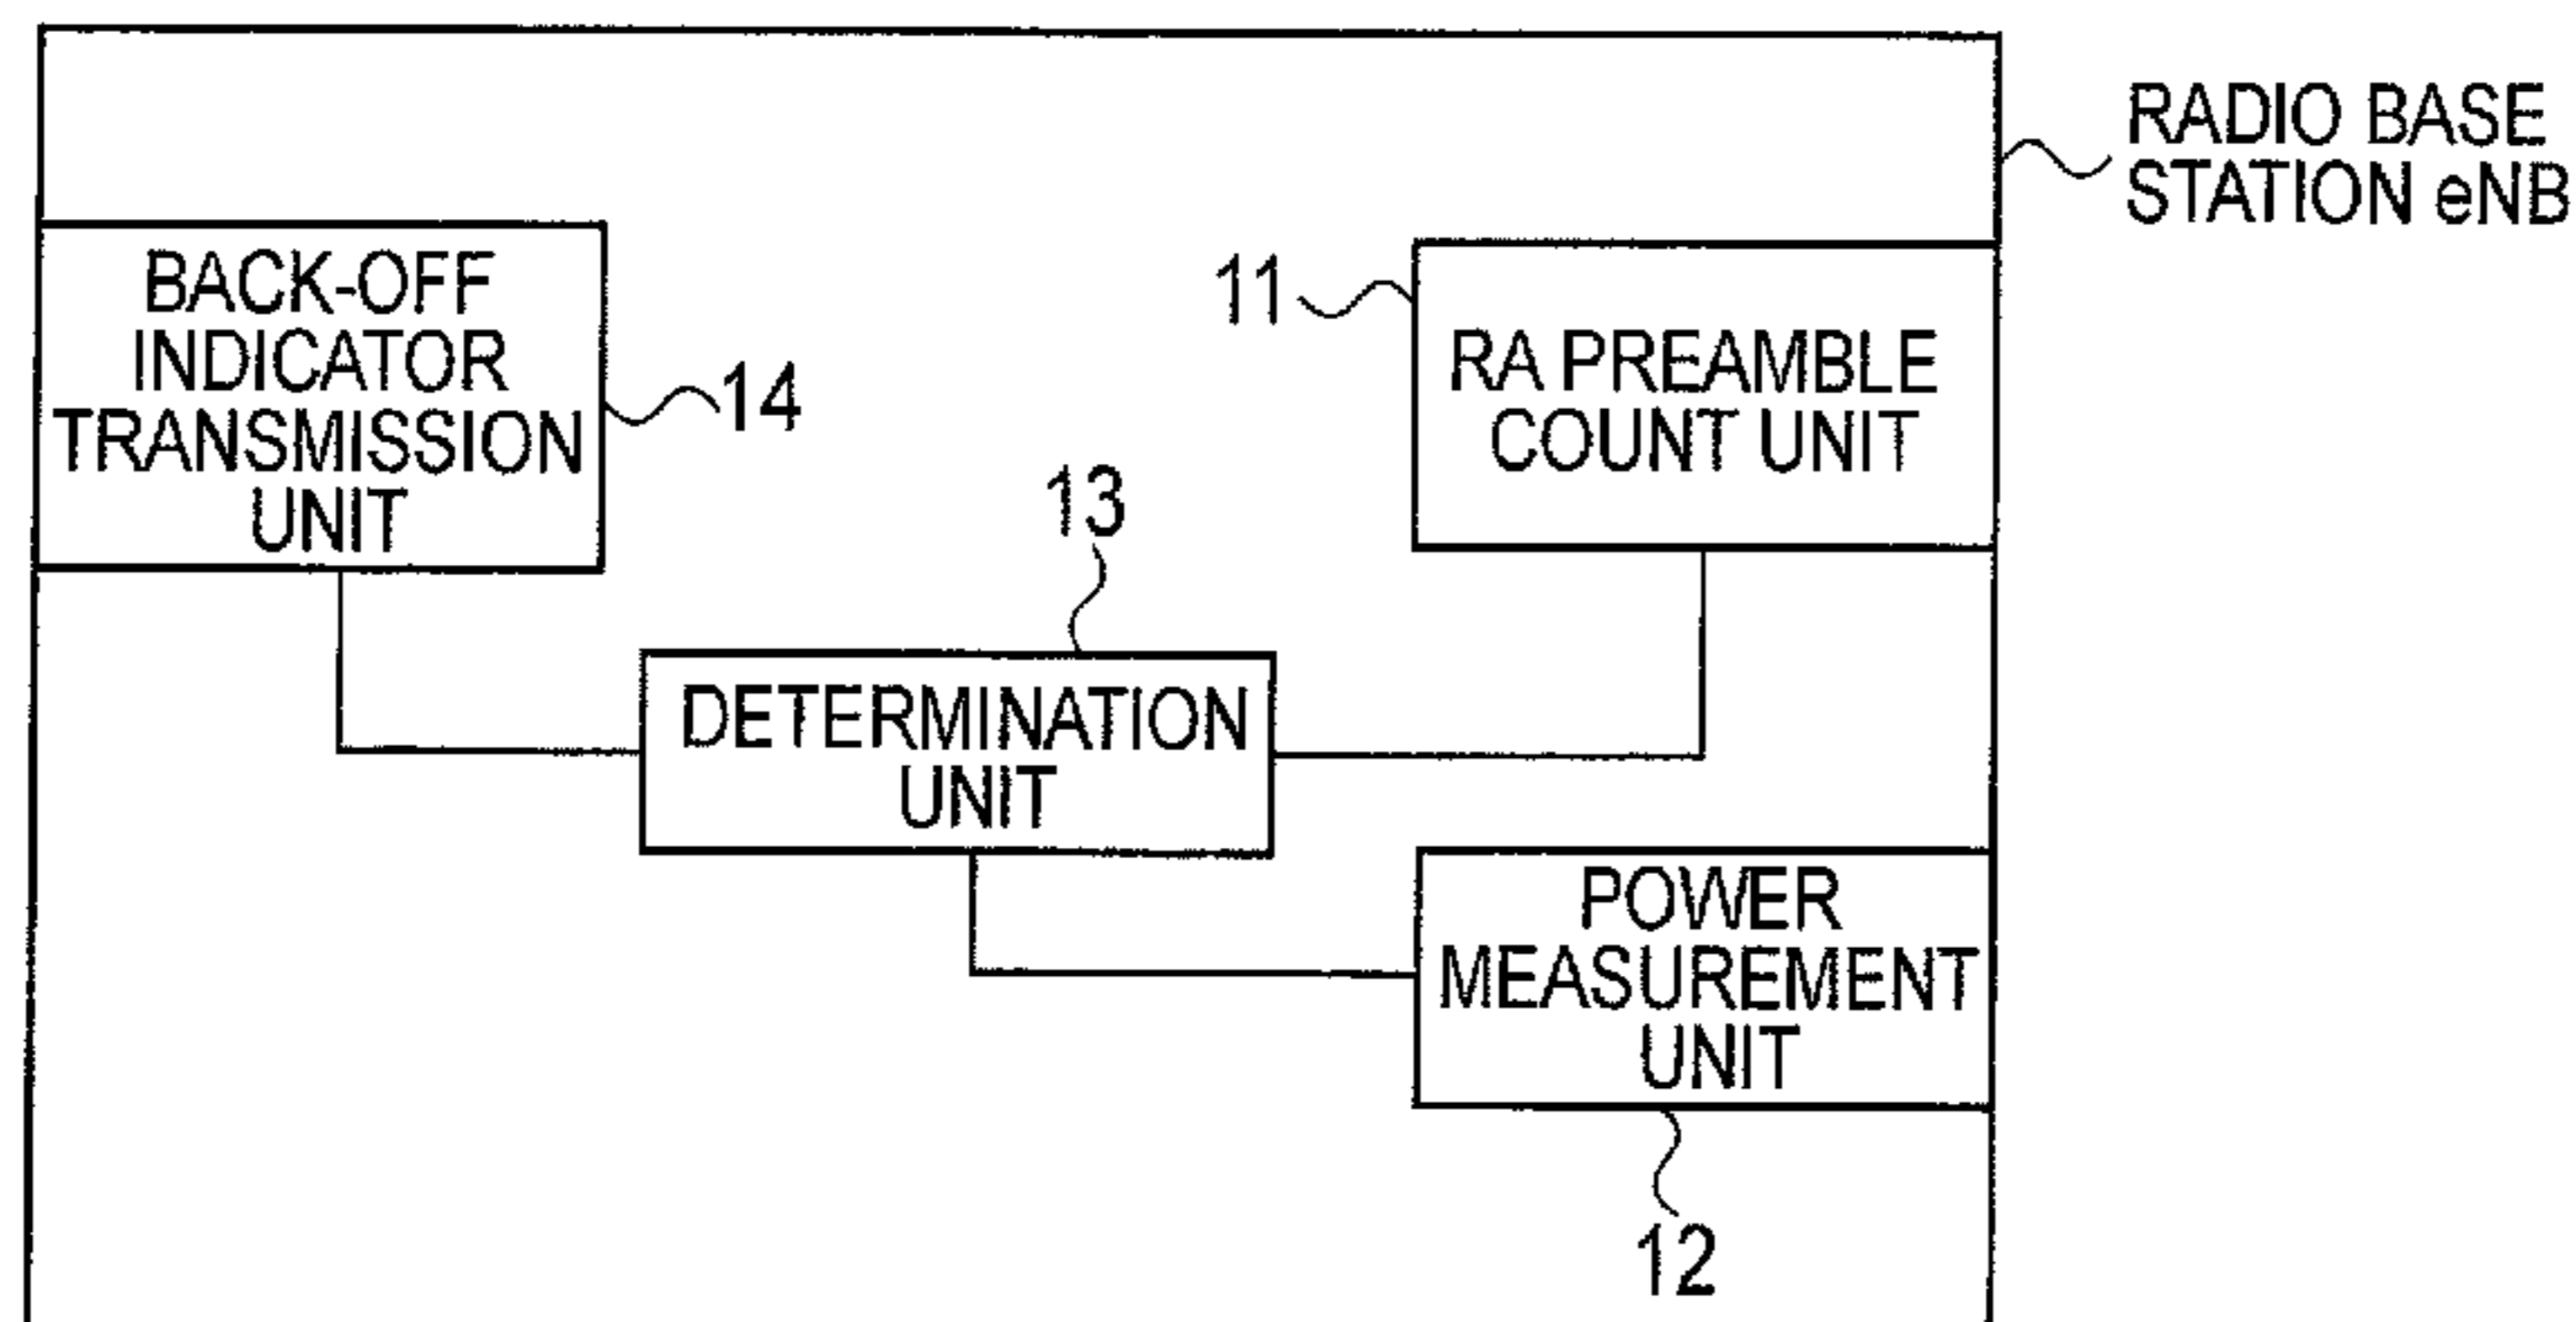 RADIO BASE
STATION eNB
BACK-OFF
INDICATOR
TRANSMISSION
UNIT
14
11
RA PREAMBLE
COUNT UNIT
13
DETERMINATION
UNIT
POWER
MEASUREMENT
UNIT
12